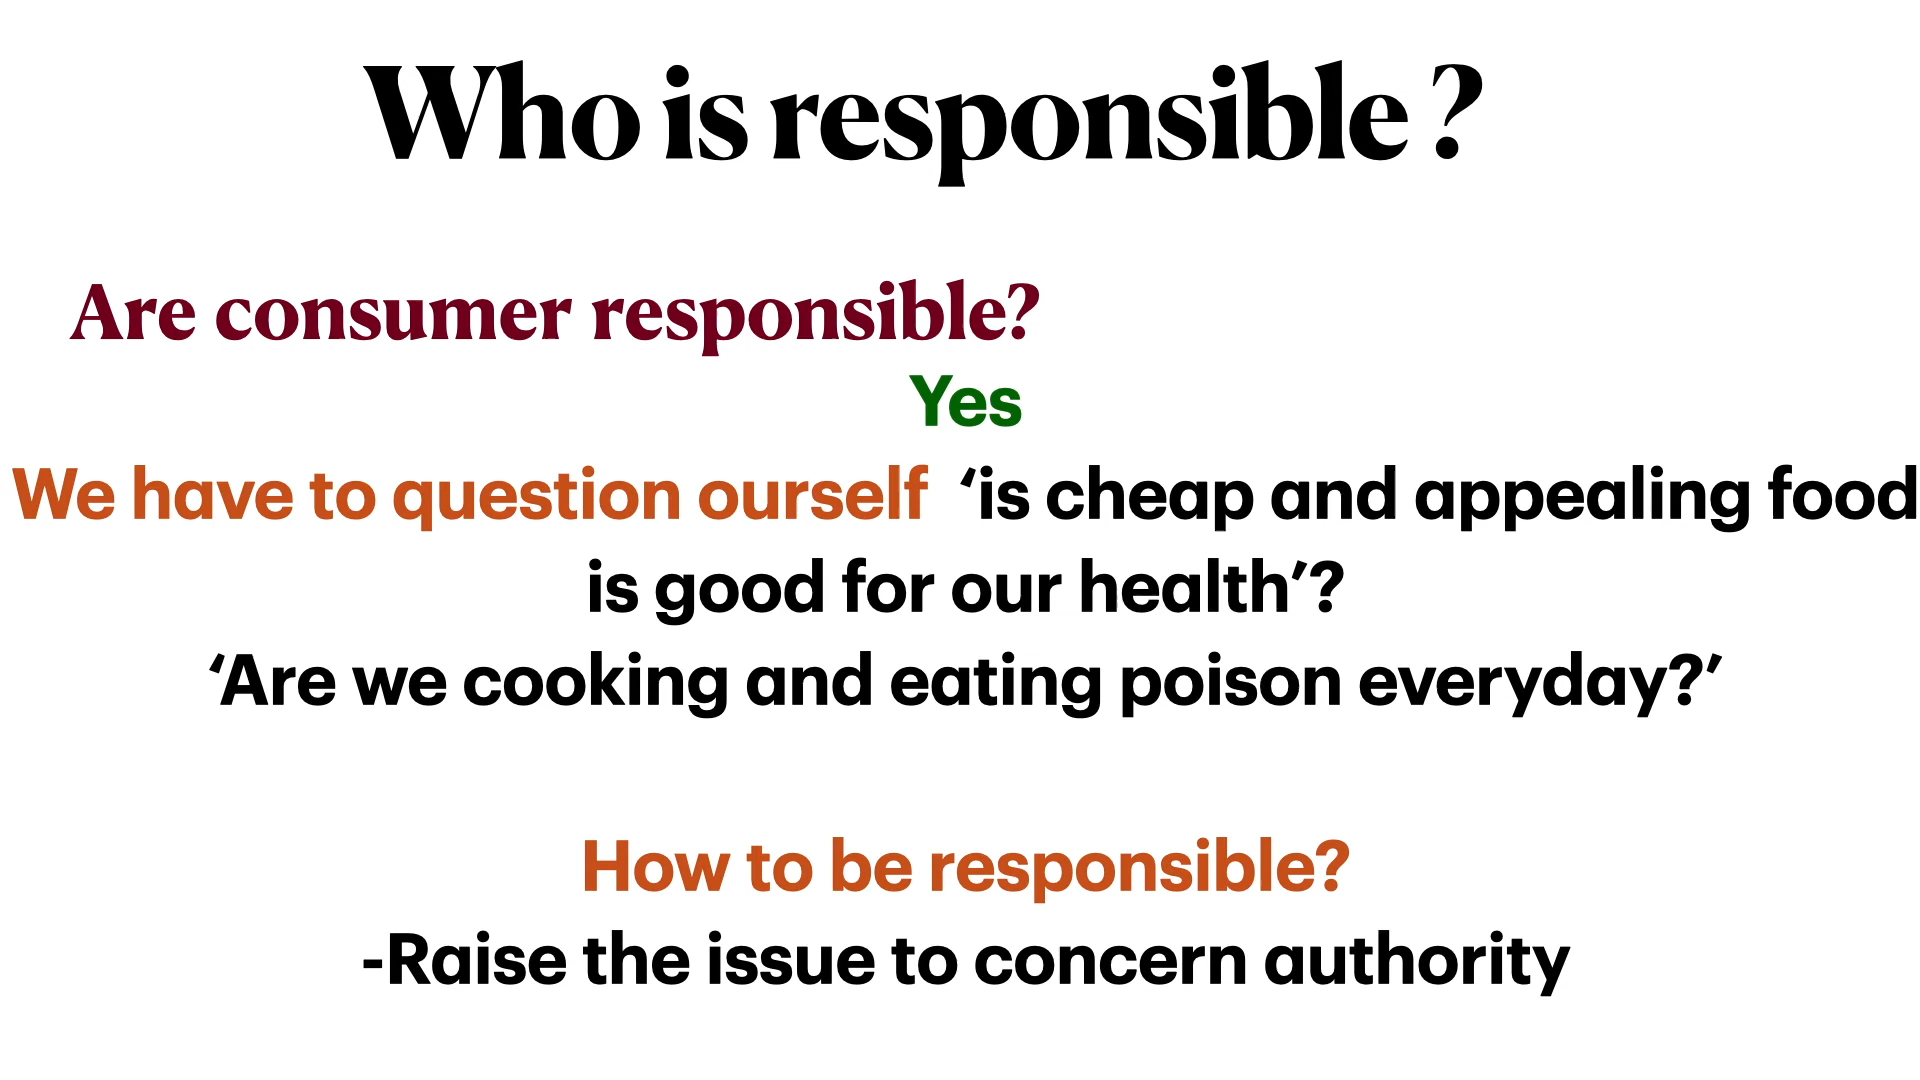 Who is responsible ?
Are consumer responsible?
Yes
We have to question ourself ‘is cheap and appealing food
is good for our health’?
‘Are we cooking and eating poison everyday?’
How to be responsible?
-Raise the issue to concern authority